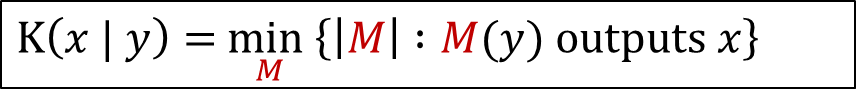 K(x | y) = min {|M| : M(y) outputs x}
M